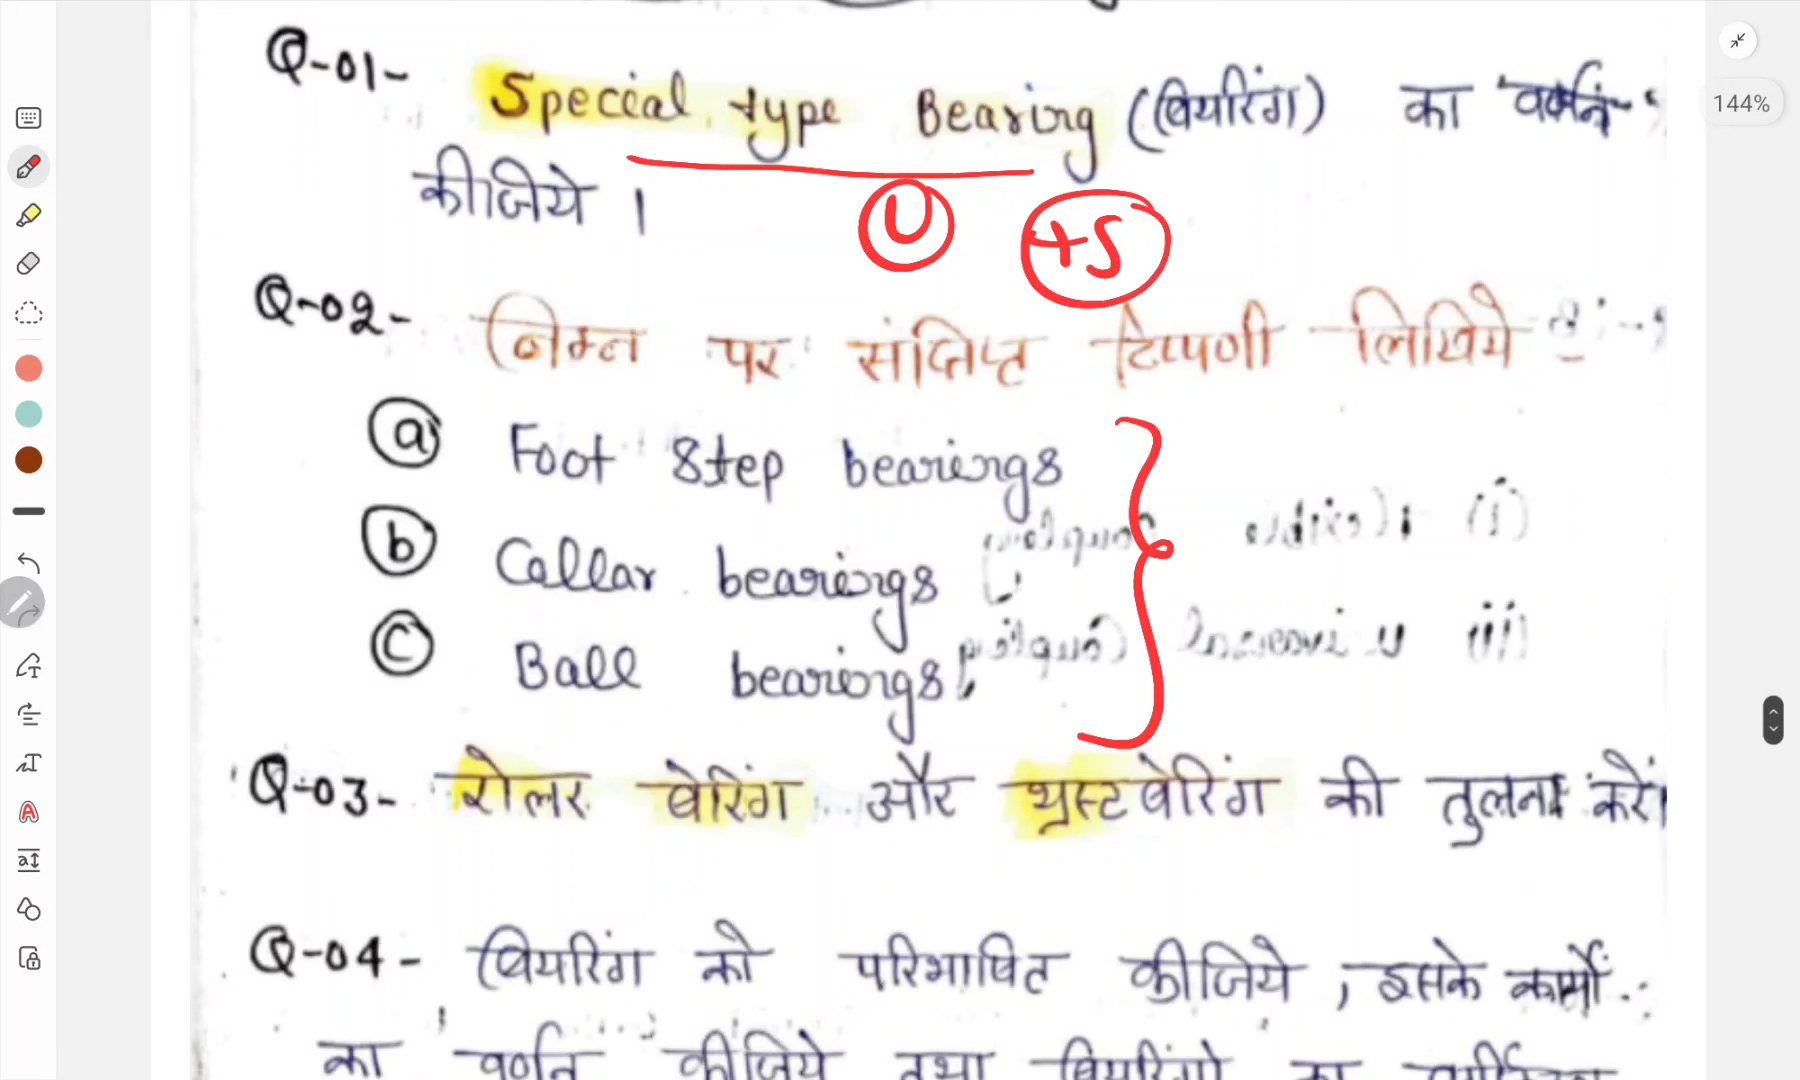 Q-01- Special type Bearing (बियरिंग) का वर्णन
कीजिये ।
U +5
Q-02- निम्न पर संक्षिप्त टिप्पणी लिखिये
(a) Foot Step bearings
(b) Collar bearings
(c) Ball bearings
Q-03- रोलर बेरिंग और थ्रस्ट बेरिंग की तुलना करें।
Q-04- बियरिंग को परिभाषित कीजिये , इसके कार्यों
का वर्णन कीजिये तथा बियरिंगो का
144%